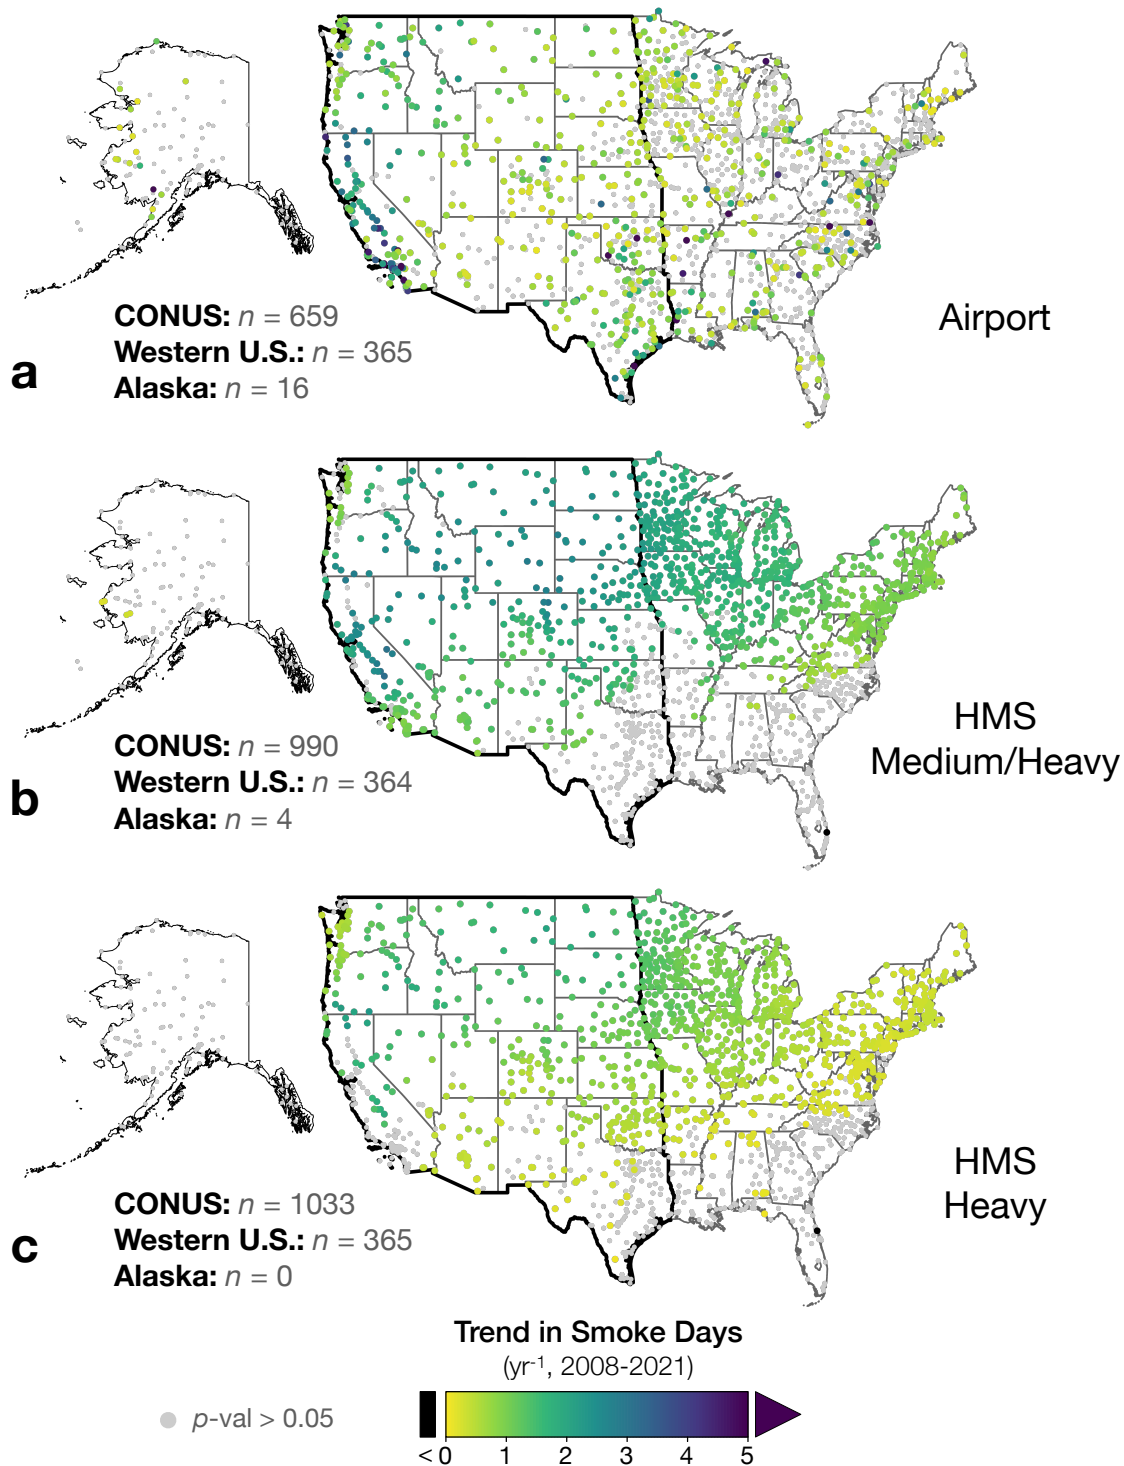 CONUS: n = 659
Western U.S.: n = 365
Alaska: n = 16
Airport
a
CONUS: n = 990
Western U.S.: n = 364
Alaska: n = 4
HMS
Medium/Heavy
b
CONUS: n = 1033
Western U.S.: n = 365
Alaska: n = 0
HMS
Heavy
c
Trend in Smoke Days
(yr-1, 2008-2021)
p-val > 0.05
< 0 1 2 3 4 5